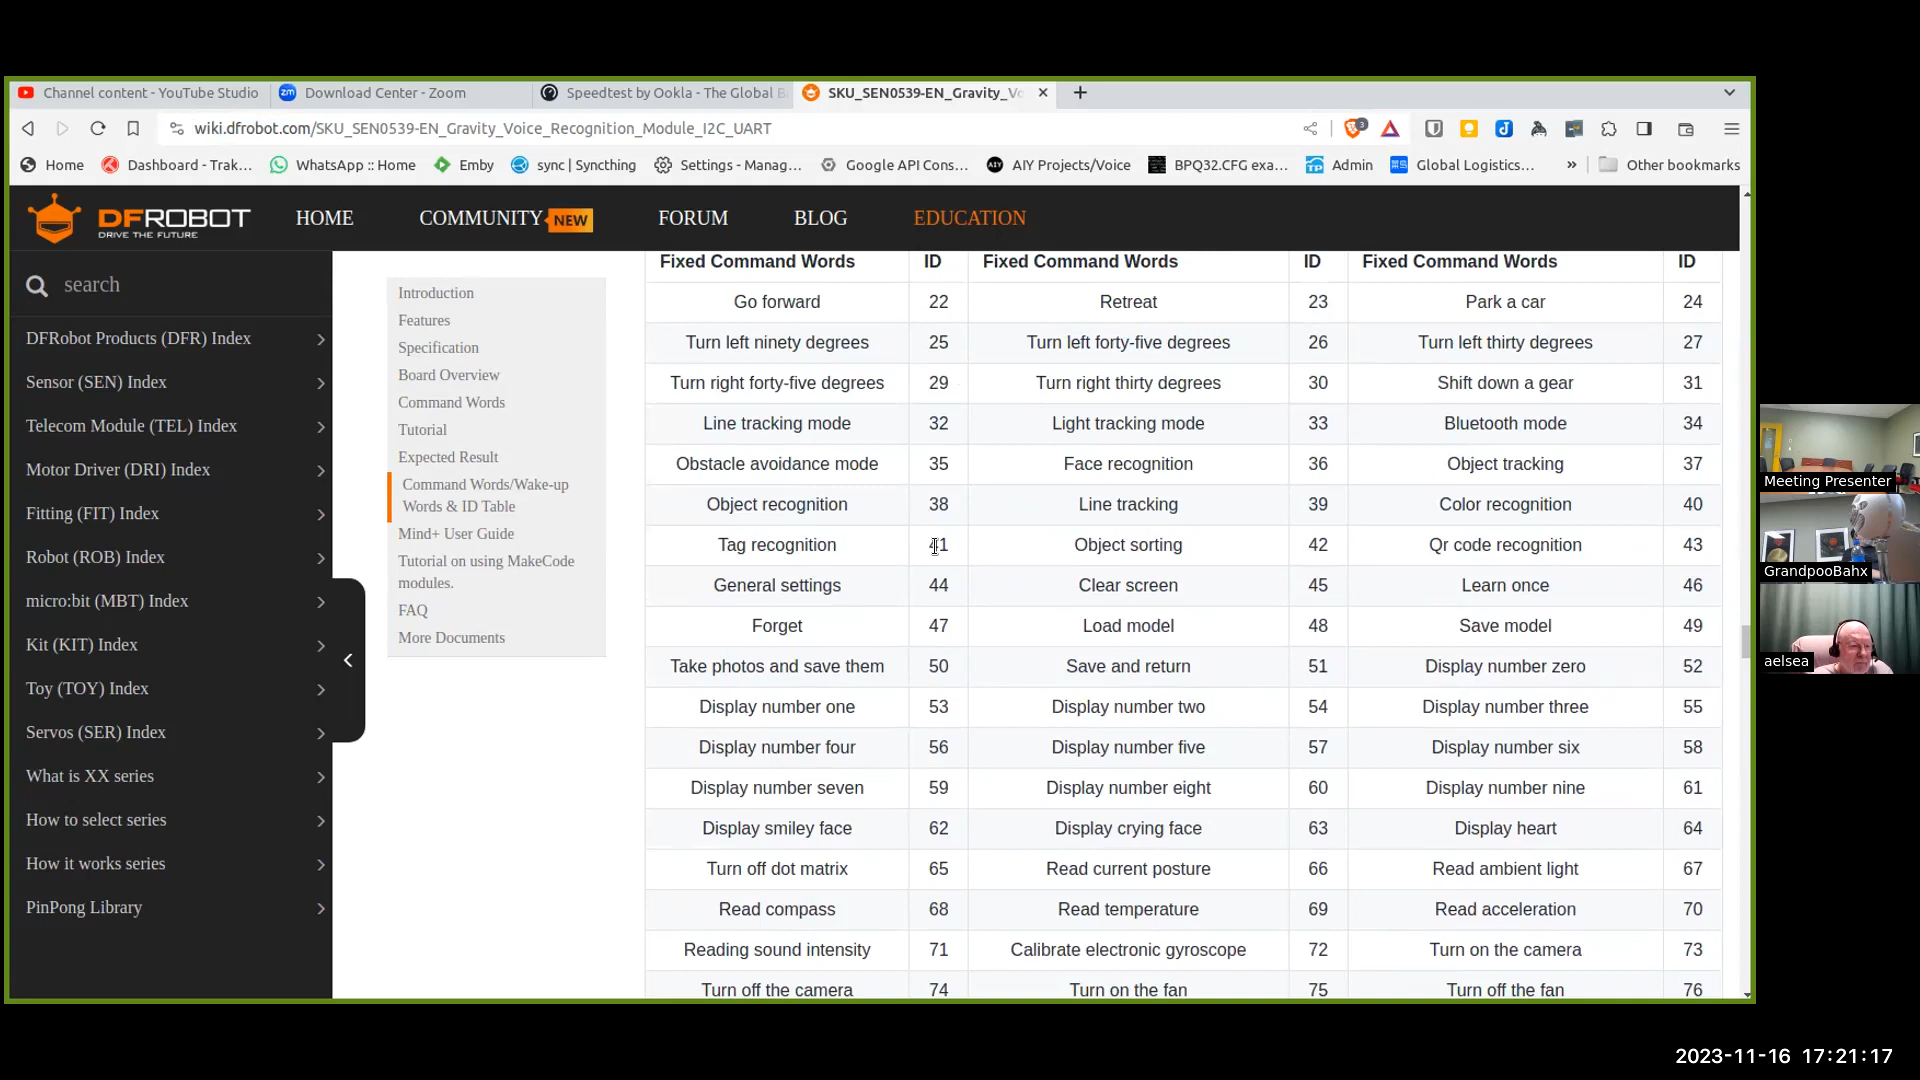 Channel content - YouTube Studio
Download Center - Zoom
Speedtest by Ookla - The Global B
SKU_SEN0539-EN_Gravity_Vo
wiki.dfrobot.com/SKU_SEN0539-EN_Gravity_Voice_Recognition_Module_I2C_UART
3
Home
Dashboard - Trak...
WhatsApp :: Home
Emby
sync | Syncthing
Settings - Manag...
Google API Cons...
AIY Projects/Voice
BPQ32.CFG exa...
Admin
Global Logistics...
»
Other bookmarks
DFROBOT
DRIVE THE FUTURE
HOME
COMMUNITY NEW
FORUM
BLOG
EDUCATION
search
DFRobot Products (DFR) Index
Sensor (SEN) Index
Telecom Module (TEL) Index
Motor Driver (DRI) Index
Fitting (FIT) Index
Robot (ROB) Index
micro:bit (MBT) Index
Kit (KIT) Index
Toy (TOY) Index
Servos (SER) Index
What is XX series
How to select series
How it works series
PinPong Library
Introduction
Features
Specification
Board Overview
Command Words
Tutorial
Expected Result
Command Words/Wake-up
Words & ID Table
Mind+ User Guide
Tutorial on using MakeCode
modules.
FAQ
More Documents
Fixed Command Words ID Fixed Command Words ID Fixed Command Words ID
Go forward 22 Retreat 23 Park a car 24
Turn left ninety degrees 25 Turn left forty-five degrees 26 Turn left thirty degrees 27
Turn right forty-five degrees 29 Turn right thirty degrees 30 Shift down a gear 31
Line tracking mode 32 Light tracking mode 33 Bluetooth mode 34
Obstacle avoidance mode 35 Face recognition 36 Object tracking 37
Object recognition 38 Line tracking 39 Color recognition 40
Tag recognition 41 Object sorting 42 Qr code recognition 43
General settings 44 Clear screen 45 Learn once 46
Forget 47 Load model 48 Save model 49
Take photos and save them 50 Save and return 51 Display number zero 52
Display number one 53 Display number two 54 Display number three 55
Display number four 56 Display number five 57 Display number six 58
Display number seven 59 Display number eight 60 Display number nine 61
Display smiley face 62 Display crying face 63 Display heart 64
Turn off dot matrix 65 Read current posture 66 Read ambient light 67
Read compass 68 Read temperature 69 Read acceleration 70
Reading sound intensity 71 Calibrate electronic gyroscope 72 Turn on the camera 73
Turn off the camera 74 Turn on the fan 75 Turn off the fan 76
Meeting Presenter
GrandpooBahx
aelsea
2023-11-16 17:21:17